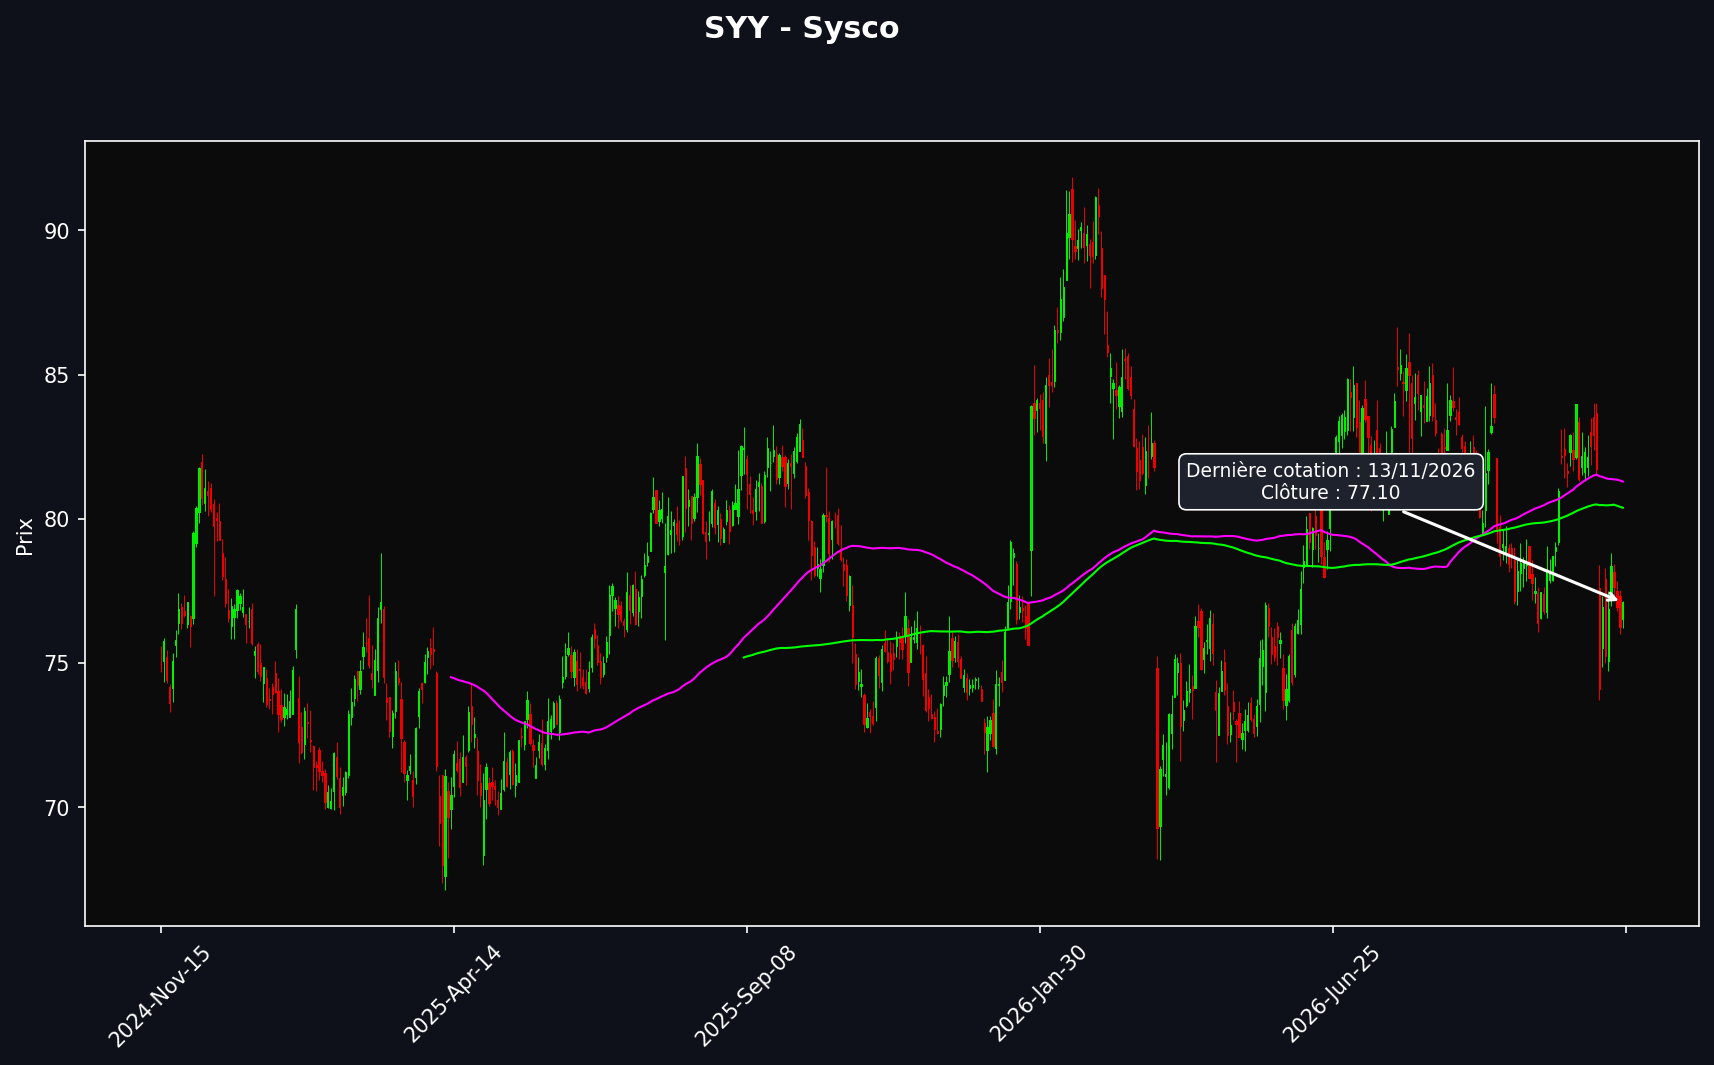 SYY - Sysco
Prix
90
85
80
75
70
Dernière cotation : 13/11/2026
Clôture : 77.10
2024-Nov-15
2025-Apr-14
2025-Sep-08
2026-Jan-30
2026-Jun-25